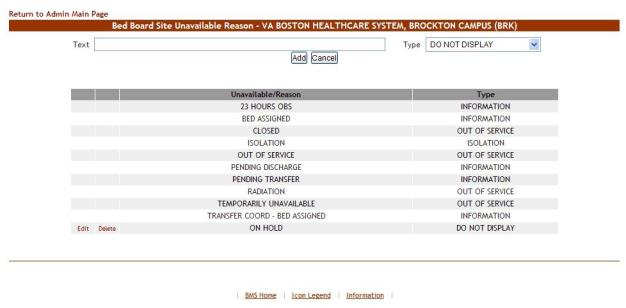 Return to Admin Main Page
Bed Board Site Unavailable Reason - VA BOSTON HEALTHCARE SYSTEM, BROCKTON CAMPUS (BRK)
Text Type DO NOT DISPLAY
Add Cancel
Unavailable/Reason Type
23 HOURS OBS INFORMATION
BED ASSIGNED INFORMATION
CLOSED OUT OF SERVICE
ISOLATION ISOLATION
OUT OF SERVICE OUT OF SERVICE
PENDING DISCHARGE INFORMATION
PENDING TRANSFER INFORMATION
RADIATION OUT OF SERVICE
TEMPORARILY UNAVAILABLE OUT OF SERVICE
TRANSFER COORD - BED ASSIGNED INFORMATION
Edit Delete ON HOLD DO NOT DISPLAY
| BMS Home | Icon Legend | Information |